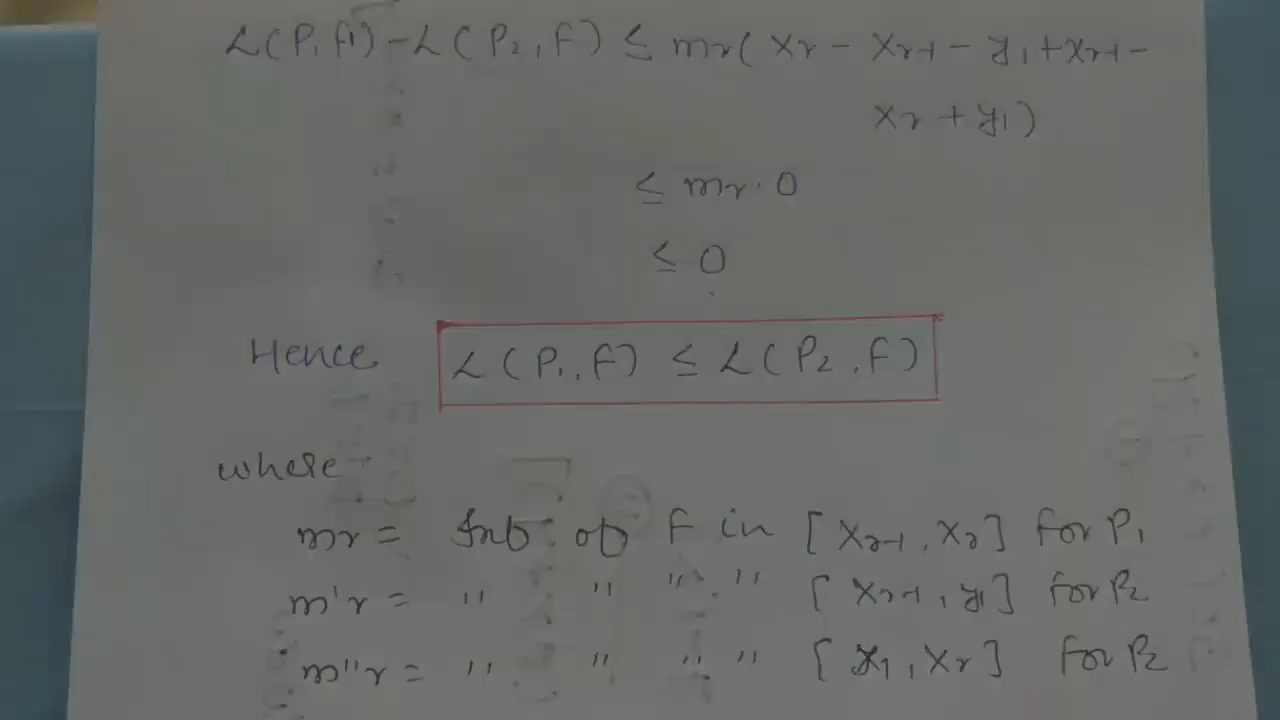 L(P, f1) - L(P2, F) ≤ mr( xr - xr-1 - y1 + xr-1 -
xr + y1)
≤ mr. 0
≤ 0
Hence L(P1, F) ≤ L(P2, F)
where
mr = Inf of F in [xr-1, xr] for P1
m'r = " " " " [xr-1, y1] for P2
m''r = " " " " [y1, xr] for P2